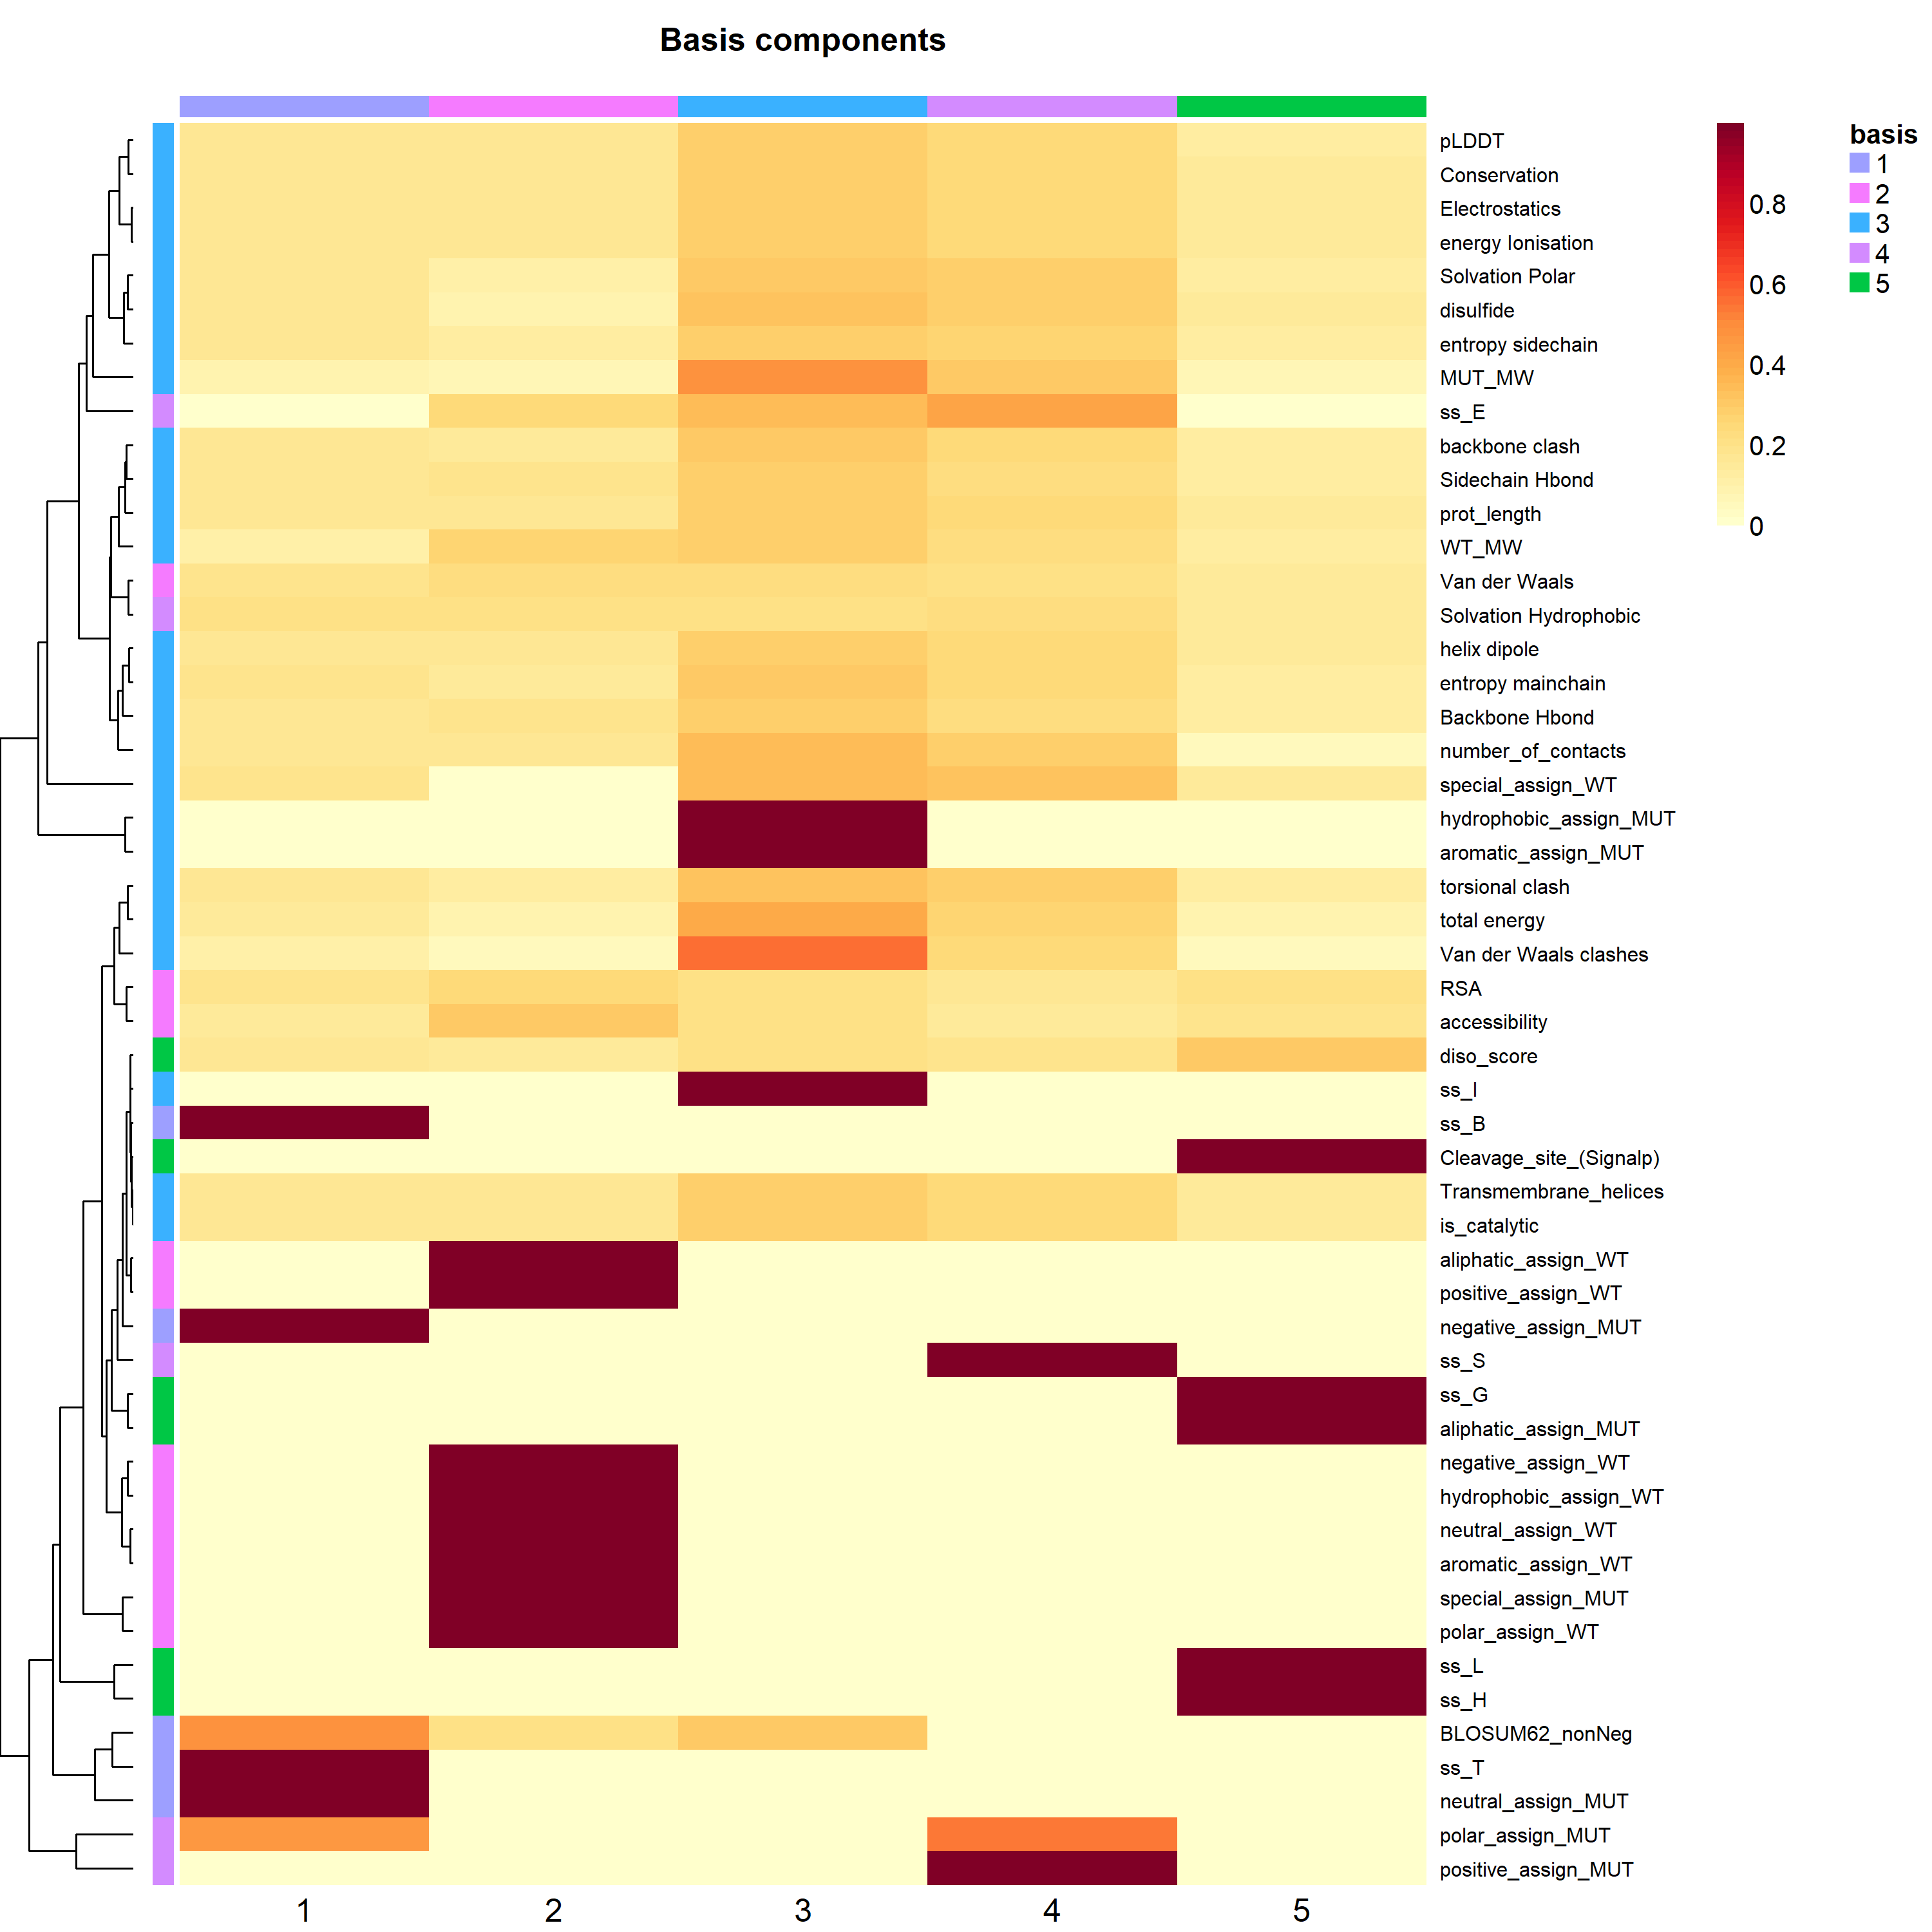 Basis components
pLDDT
Conservation
Electrostatics
energy Ionisation
Solvation Polar
disulfide
entropy sidechain
MUT_MW
ss_E
backbone clash
Sidechain Hbond
prot_length
WT_MW
Van der Waals
Solvation Hydrophobic
helix dipole
entropy mainchain
Backbone Hbond
number_of_contacts
special_assign_WT
hydrophobic_assign_MUT
aromatic_assign_MUT
torsional clash
total energy
Van der Waals clashes
RSA
accessibility
diso_score
ss_I
ss_B
Cleavage_site_(Signalp)
Transmembrane_helices
is_catalytic
aliphatic_assign_WT
positive_assign_WT
negative_assign_MUT
ss_S
ss_G
aliphatic_assign_MUT
negative_assign_WT
hydrophobic_assign_WT
neutral_assign_WT
aromatic_assign_WT
special_assign_MUT
polar_assign_WT
ss_L
ss_H
BLOSUM62_nonNeg
ss_T
neutral_assign_MUT
polar_assign_MUT
positive_assign_MUT
1 2 3 4 5
0.8
0.6
0.4
0.2
0
basis
1
2
3
4
5